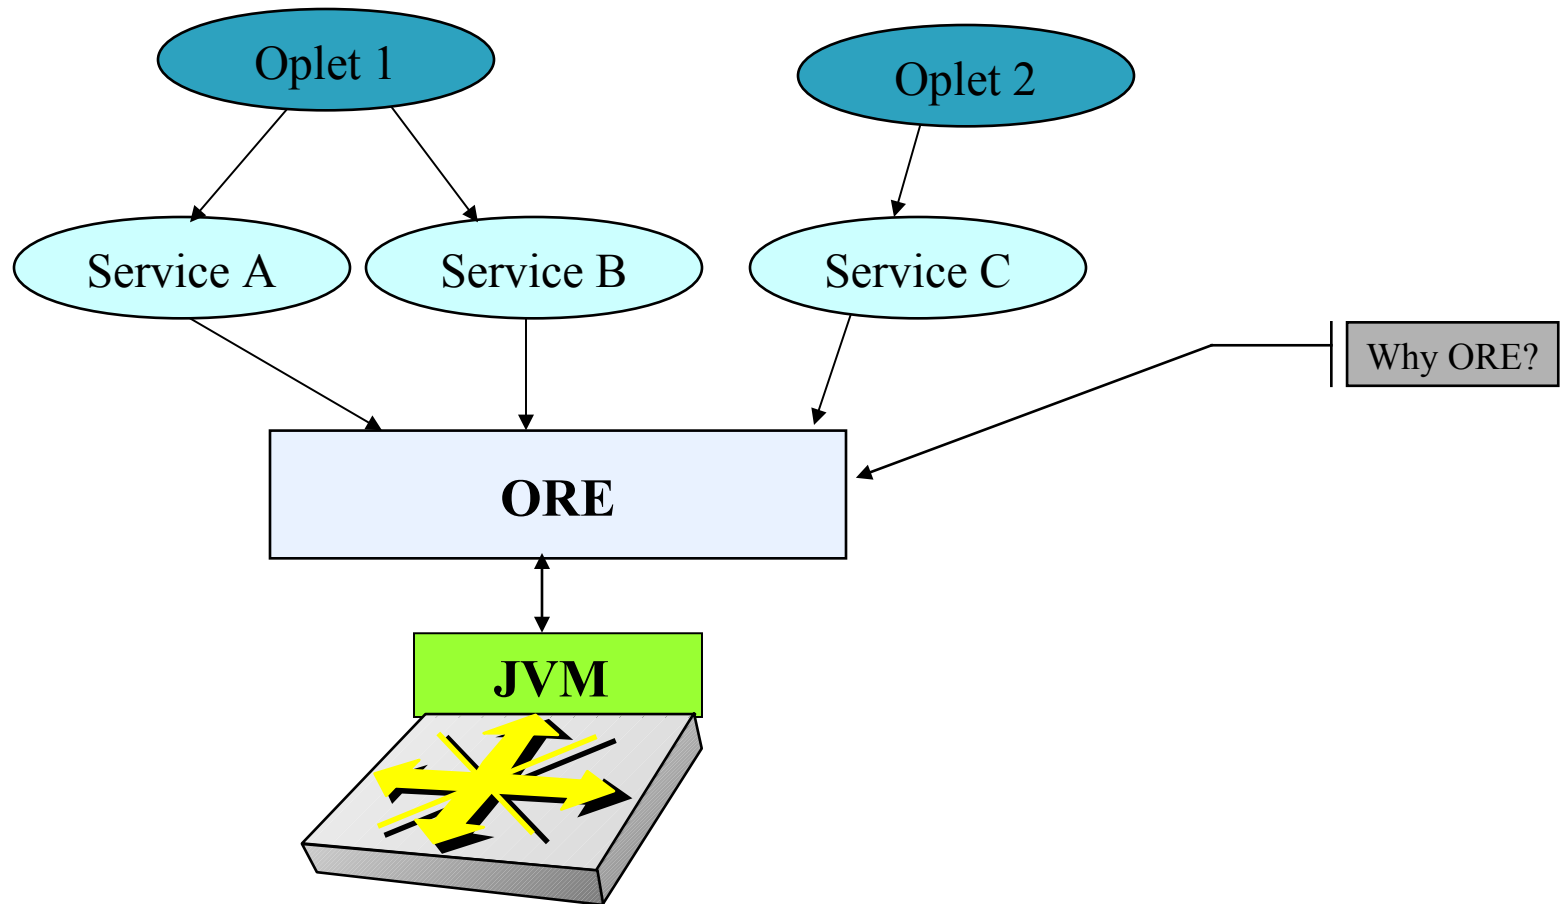 Oplet 1
Oplet 2
Service A
Service B
Service C
Why ORE?
ORE
JVM